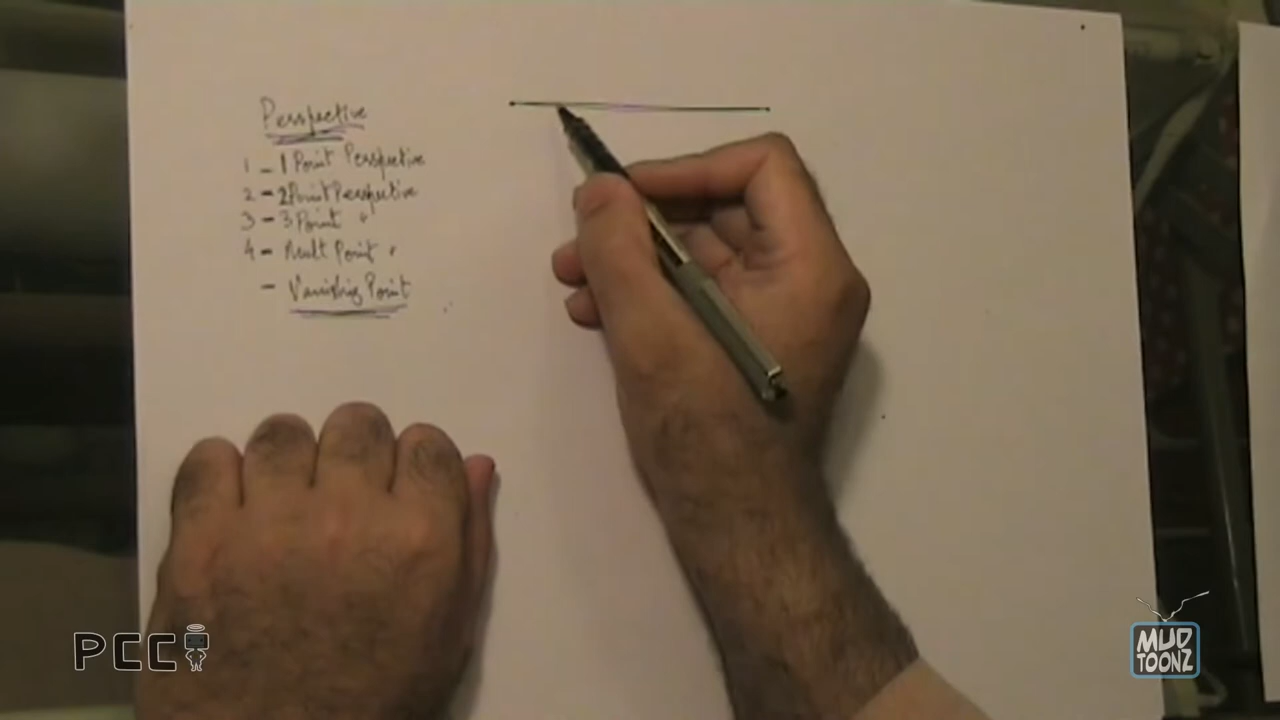 Perspective
1 - 1 Point Perspective
2 - 2 Point Perspective
3 - 3 Point "
4 - Mult Point "
- Vanishing Point
PCC
MUD
TOONZ